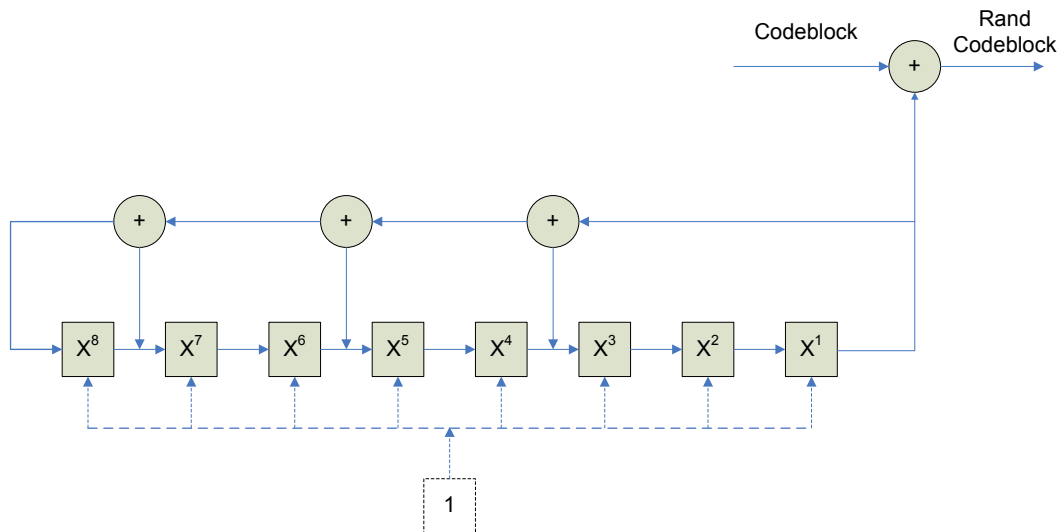 Codeblock
Rand
Codeblock
+
+
+
+
X⁸
X⁷
X⁶
X⁵
X⁴
X³
X²
X¹
1